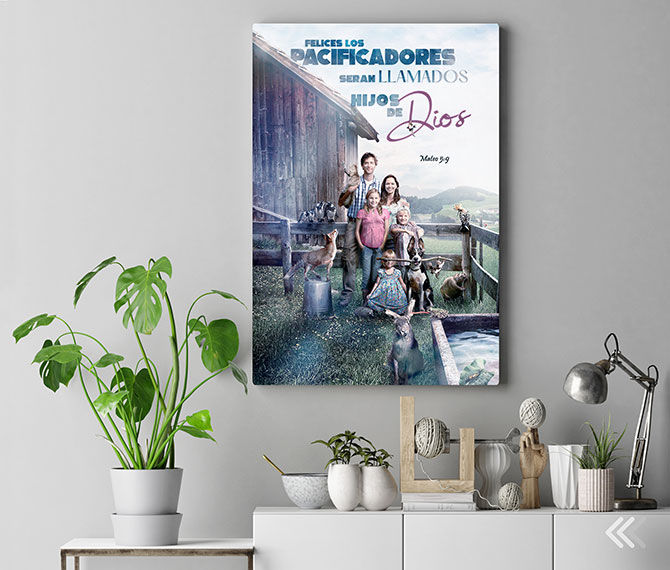 FELICES LOS
PACIFICADORES
SERAN LLAMADOS
HIJOS
DE Dios
Mateo 5:9